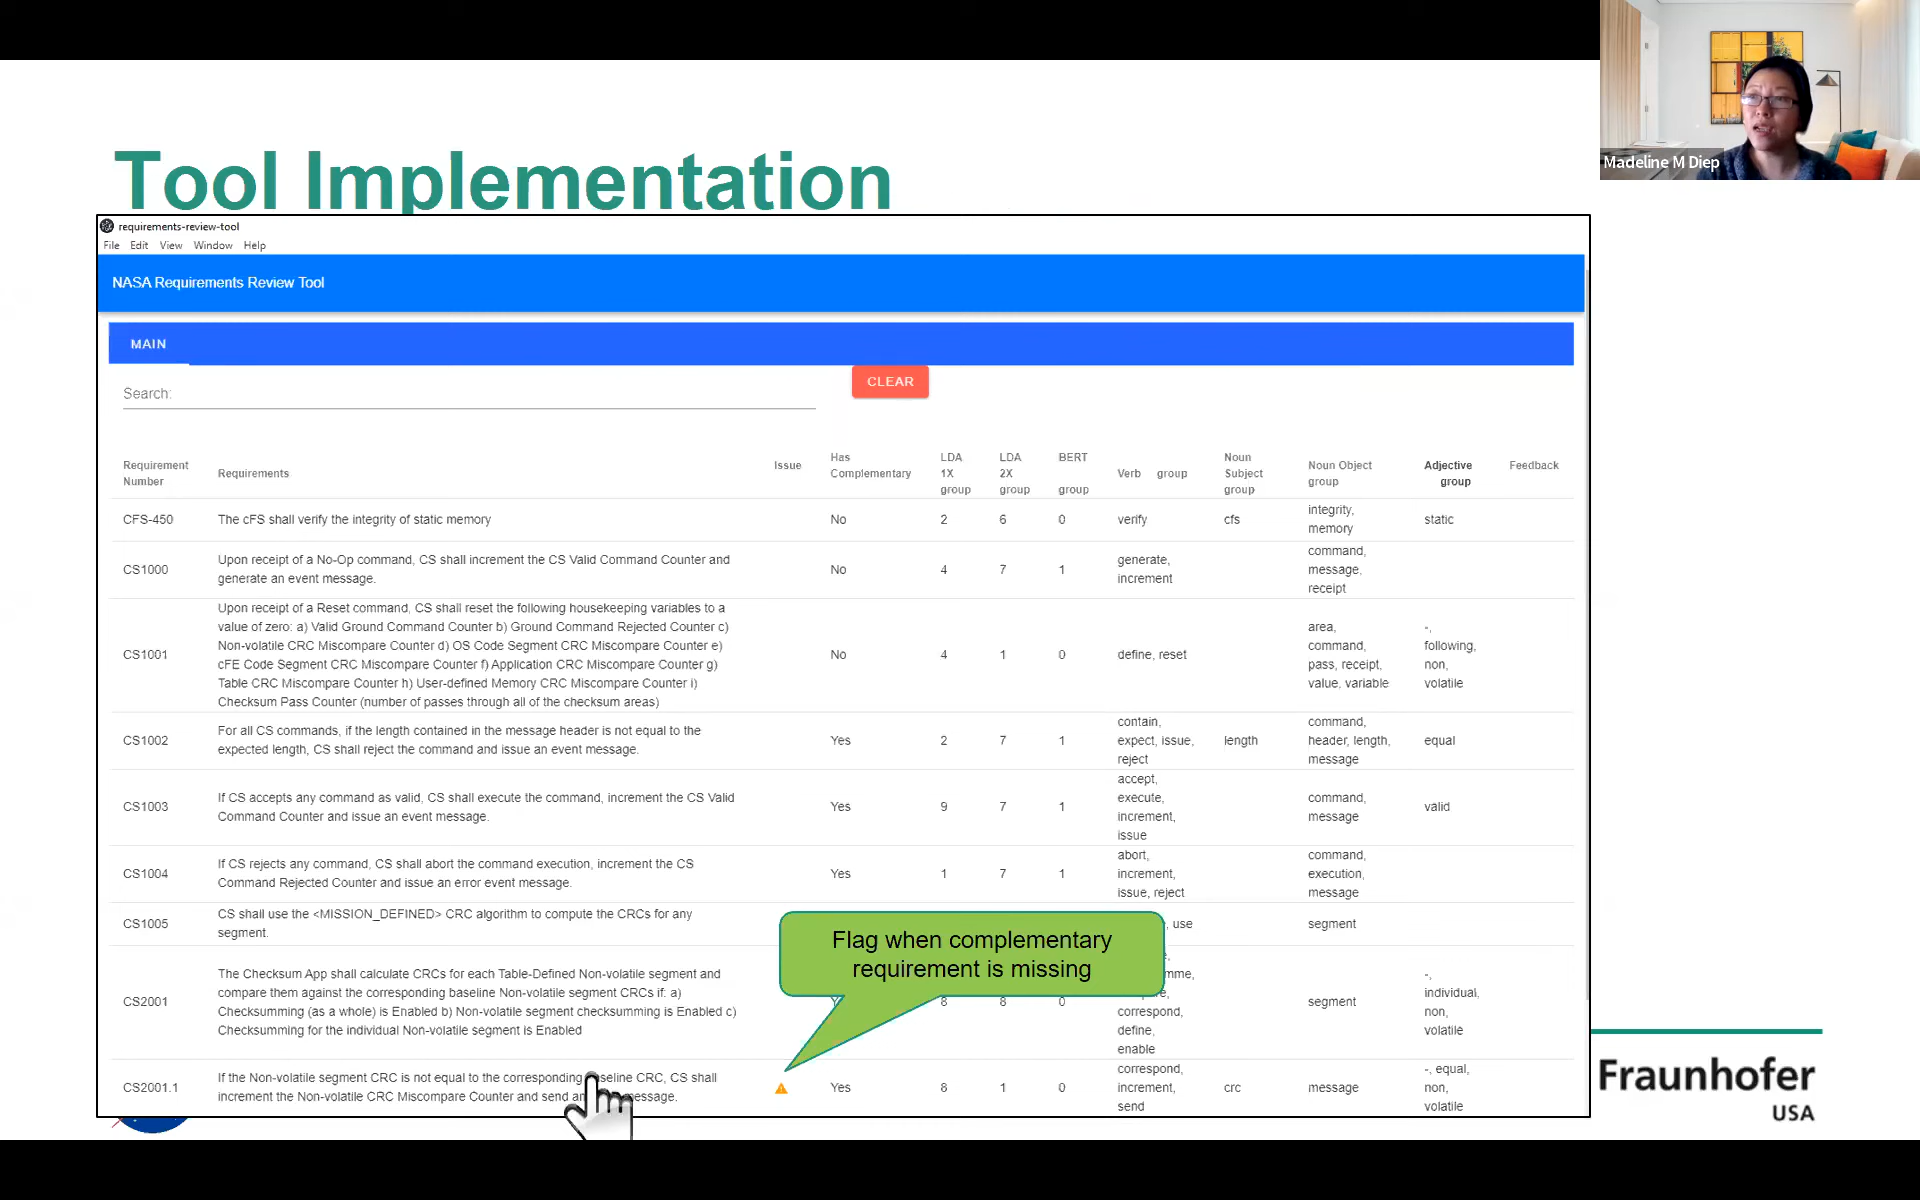 Madeline M Diep
Tool Implementation
requirements-review-tool
File Edit View Window Help
NASA Requirements Review Tool
MAIN
Search:
CLEAR
Requirement Number
Requirements
Issue
Has Complementary
LDA 1X group
LDA 2X group
BERT group
Verb group
Noun Subject group
Noun Object group
Adjective group
Feedback
CFS-450
The cFS shall verify the integrity of static memory
No 2 6 0
verify
cfs
integrity,
memory
static
CS1000
Upon receipt of a No-Op command, CS shall increment the CS Valid Command Counter and
generate an event message.
No 4 7 1
generate,
increment
command,
message,
receipt
CS1001
Upon receipt of a Reset command, CS shall reset the following housekeeping variables to a
value of zero: a) Valid Ground Command Counter b) Ground Command Rejected Counter c)
Non-volatile CRC Miscompare Counter d) OS Code Segment CRC Miscompare Counter e)
cFE Code Segment CRC Miscompare Counter f) Application CRC Miscompare Counter g)
Table CRC Miscompare Counter h) User-defined Memory CRC Miscompare Counter i)
Checksum Pass Counter (number of passes through all of the checksum areas)
No 4 1 0
define, reset
area,
command,
pass, receipt,
value, variable
-,
following,
non,
volatile
CS1002
For all CS commands, if the length contained in the message header is not equal to the
expected length, CS shall reject the command and issue an event message.
Yes 2 7 1
contain,
expect, issue,
reject
length
command,
header, length,
message
equal
CS1003
If CS accepts any command as valid, CS shall execute the command, increment the CS Valid
Command Counter and issue an event message.
Yes 9 7 1
accept,
execute,
increment,
issue
command,
message
valid
CS1004
If CS rejects any command, CS shall abort the command execution, increment the CS
Command Rejected Counter and issue an error event message.
Yes 1 7 1
abort,
increment,
issue, reject
command,
execution,
message
CS1005
CS shall use the <MISSION_DEFINED> CRC algorithm to compute the CRCs for any
segment.
, use
segment
Flag when complementary
requirement is missing
CS2001
The Checksum App shall calculate CRCs for each Table-Defined Non-volatile segment and
compare them against the corresponding baseline Non-volatile segment CRCs if: a)
Checksumming (as a whole) is Enabled b) Non-volatile segment checksumming is Enabled c)
Checksumming for the individual Non-volatile segment is Enabled
8 8 0
correspond,
define,
enable
segment
-,
individual,
non,
volatile
CS2001.1
If the Non-volatile segment CRC is not equal to the corresponding CRC, CS shall
increment the Non-volatile CRC Miscompare Counter and send message.
Yes 8 1 0
correspond,
increment,
send
crc
message
-, equal,
non,
volatile
Fraunhofer
USA